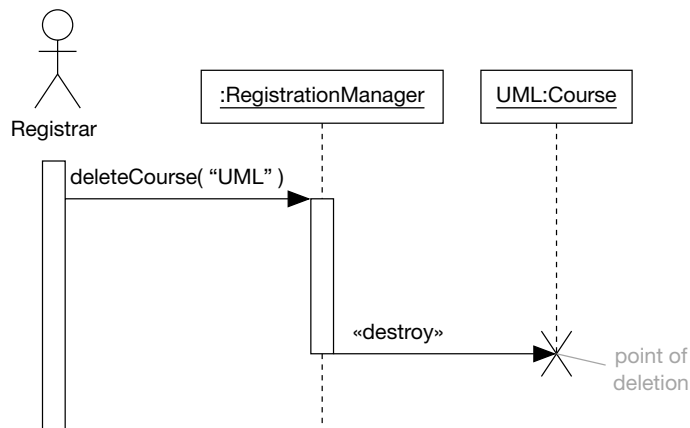 Registrar
:RegistrationManager
UML:Course
deleteCourse( “UML” )
«destroy»
point of
deletion